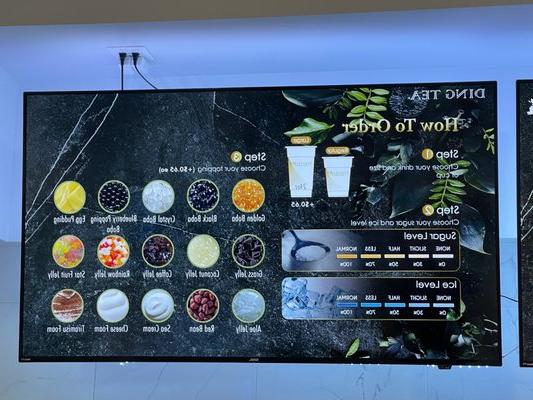 DING TEA
How To Order
Step 1
Choose your drink and size
of cup
Regular
Large
+$0.65
Step 2
Choose your sugar and ice level
Sugar Level
NONE SLIGHT HALF LESS NORMAL
0% 30% 50% 70% 100%
Ice Level
NONE SLIGHT HALF LESS NORMAL
0% 30% 50% 70% 100%
Step 3
Choose your topping (+$0.65 ea)
Golden Boba
Black Boba
Crystal Boba
Blueberry Popping
Boba
Egg Pudding
Grass Jelly
Coconut Jelly
Coffee Jelly
Rainbow Jelly
Star Fruit Jelly
Aloe Jelly
Red Bean
Sea Cream
Cheese Foam
Tiramisu Foam